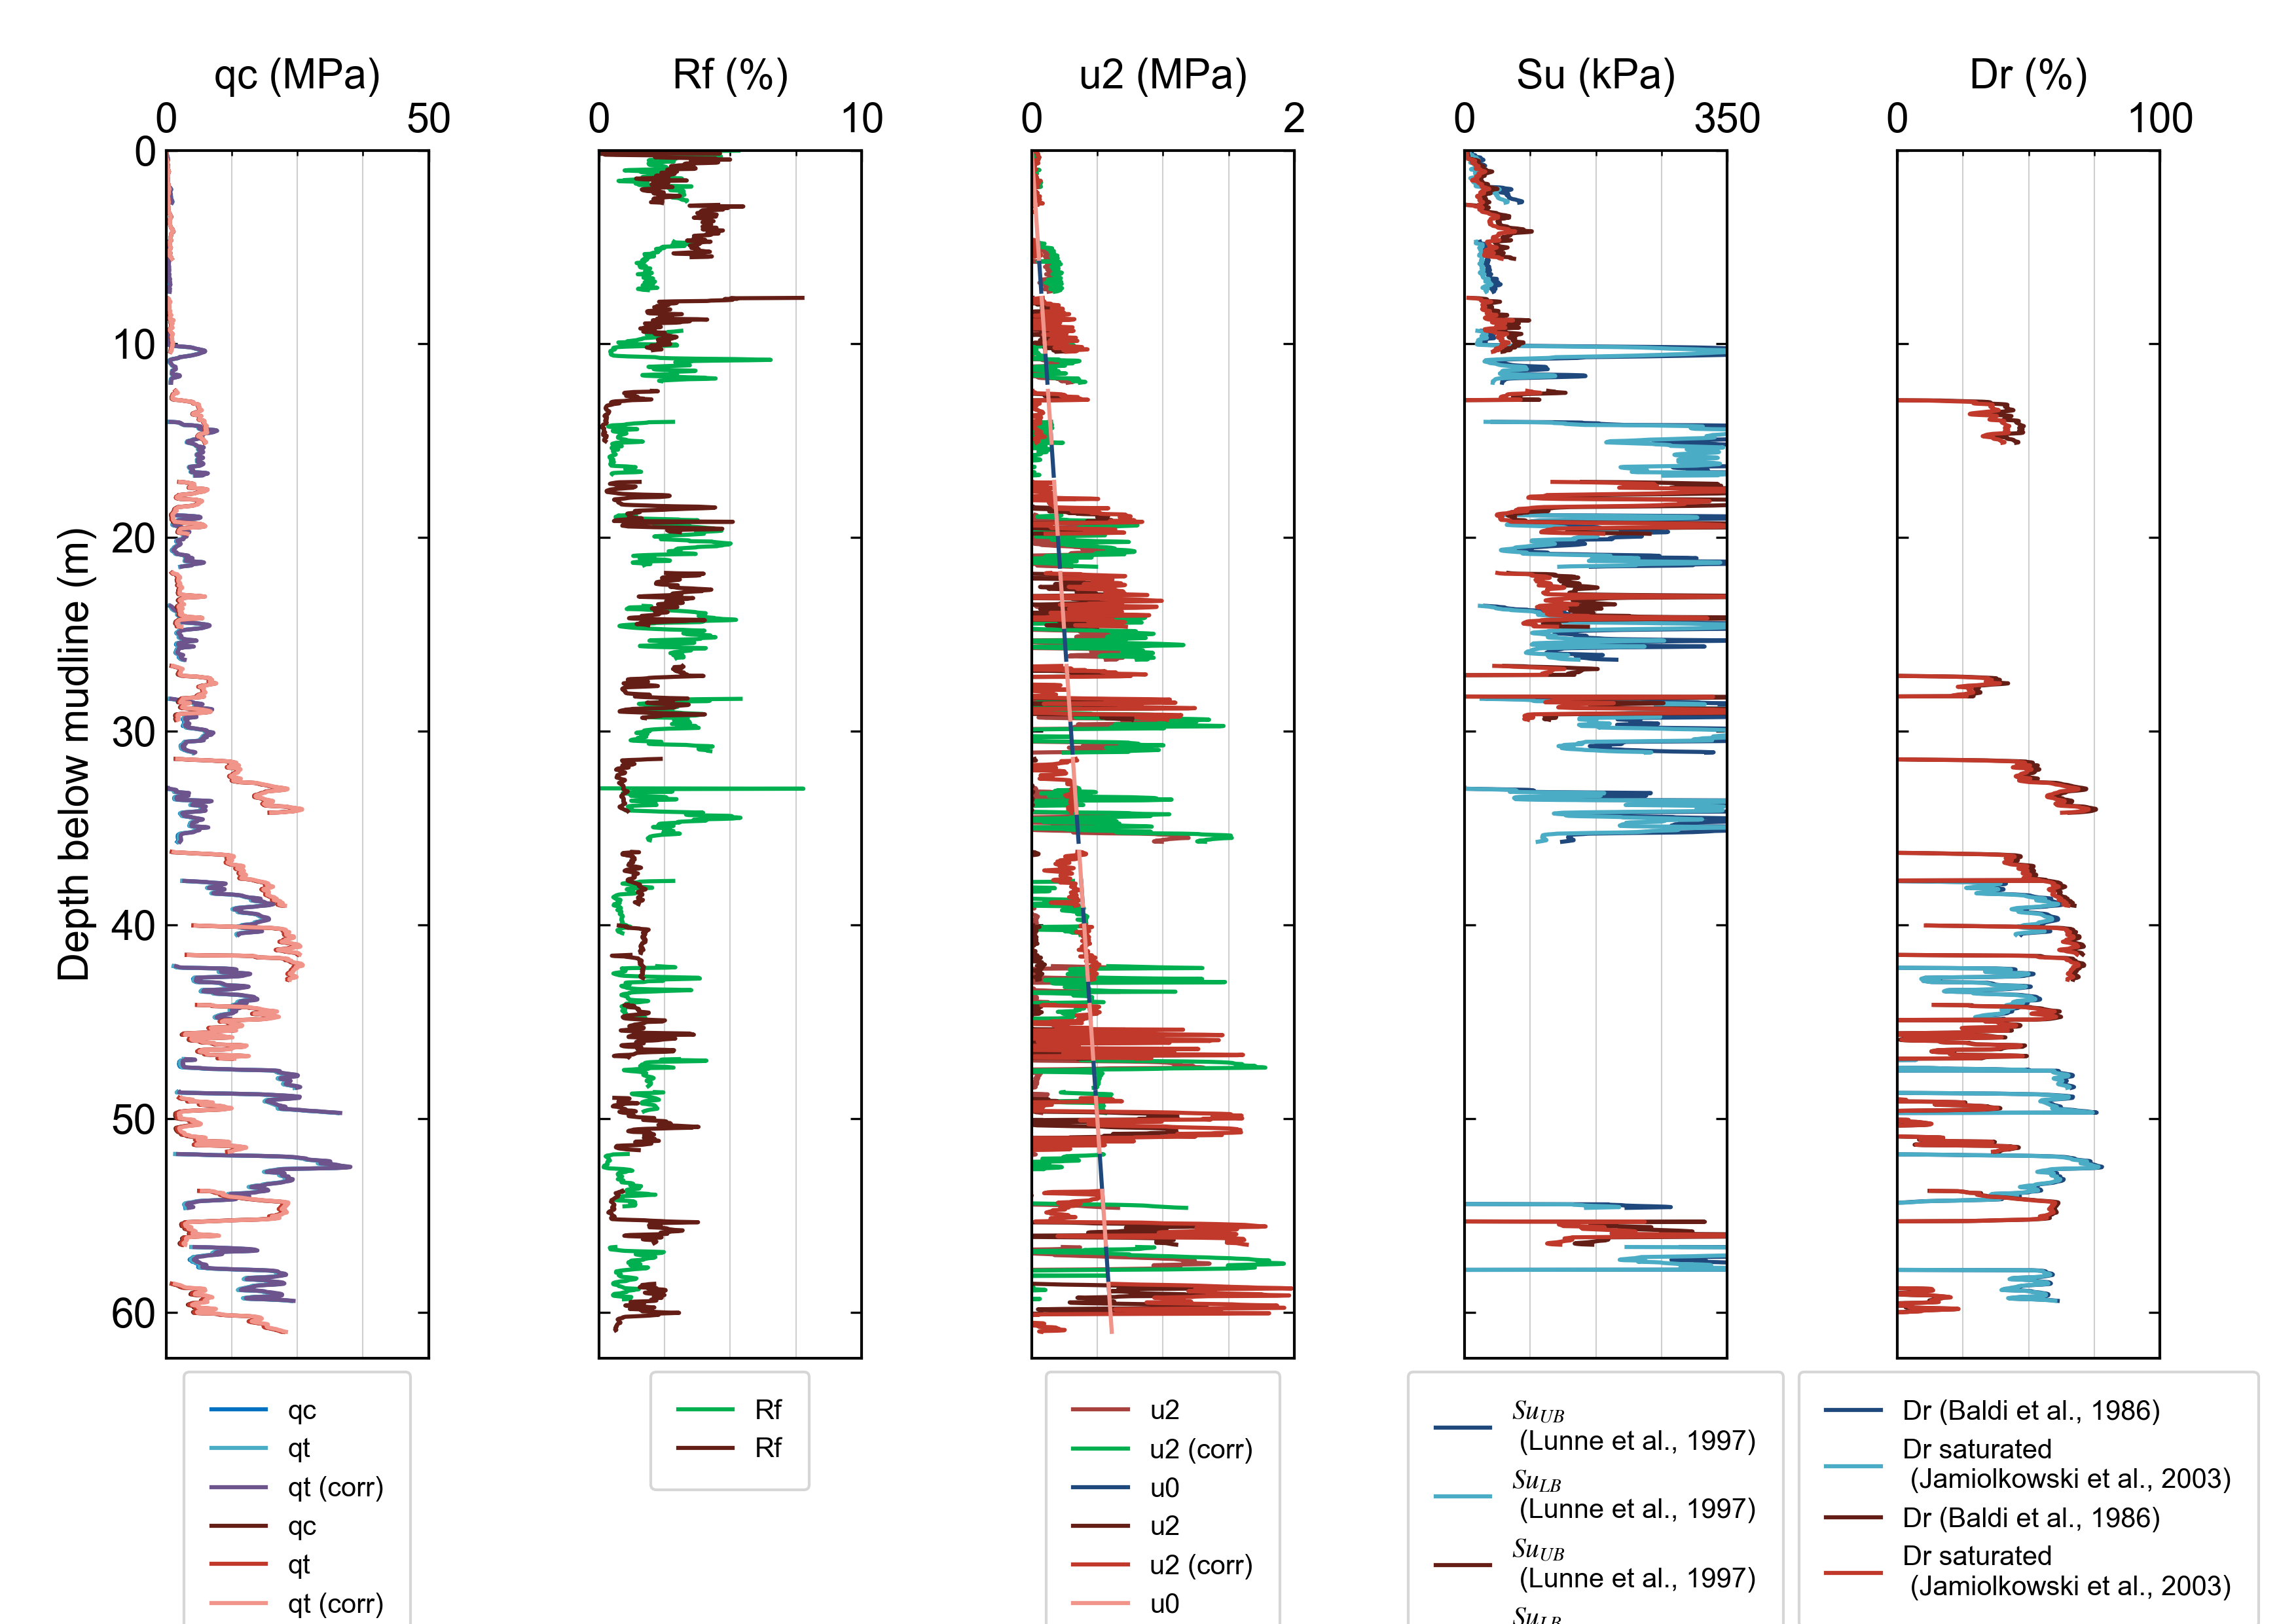 qc (MPa)
Rf (%)
u2 (MPa)
Su (kPa)
Dr (%)
0 50
0 10
0 2
0 350
0 100
0
10
20
30
40
50
60
Depth below mudline (m)
qc
qt
qt (corr)
qc
qt
qt (corr)
Rf
Rf
u2
u2 (corr)
u0
u2
u2 (corr)
u0
SuUB
(Lunne et al., 1997)
SuLB
(Lunne et al., 1997)
SuUB
(Lunne et al., 1997)
SuLB
Dr (Baldi et al., 1986)
Dr saturated
(Jamiolkowski et al., 2003)
Dr (Baldi et al., 1986)
Dr saturated
(Jamiolkowski et al., 2003)